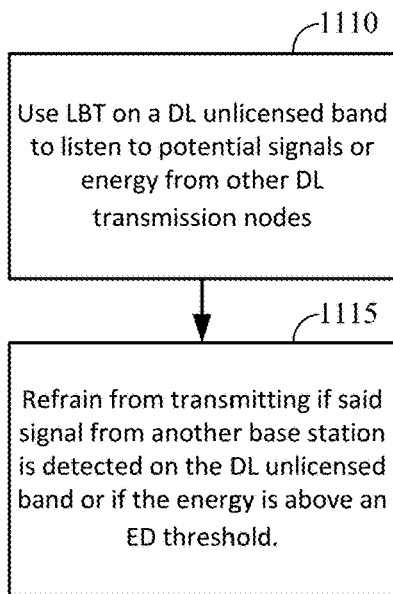 1110
Use LBT on a DL unlicensed band
to listen to potential signals or
energy from other DL
transmission nodes
1115
Refrain from transmitting if said
signal from another base station
is detected on the DL unlicensed
band or if the energy is above an
ED threshold.